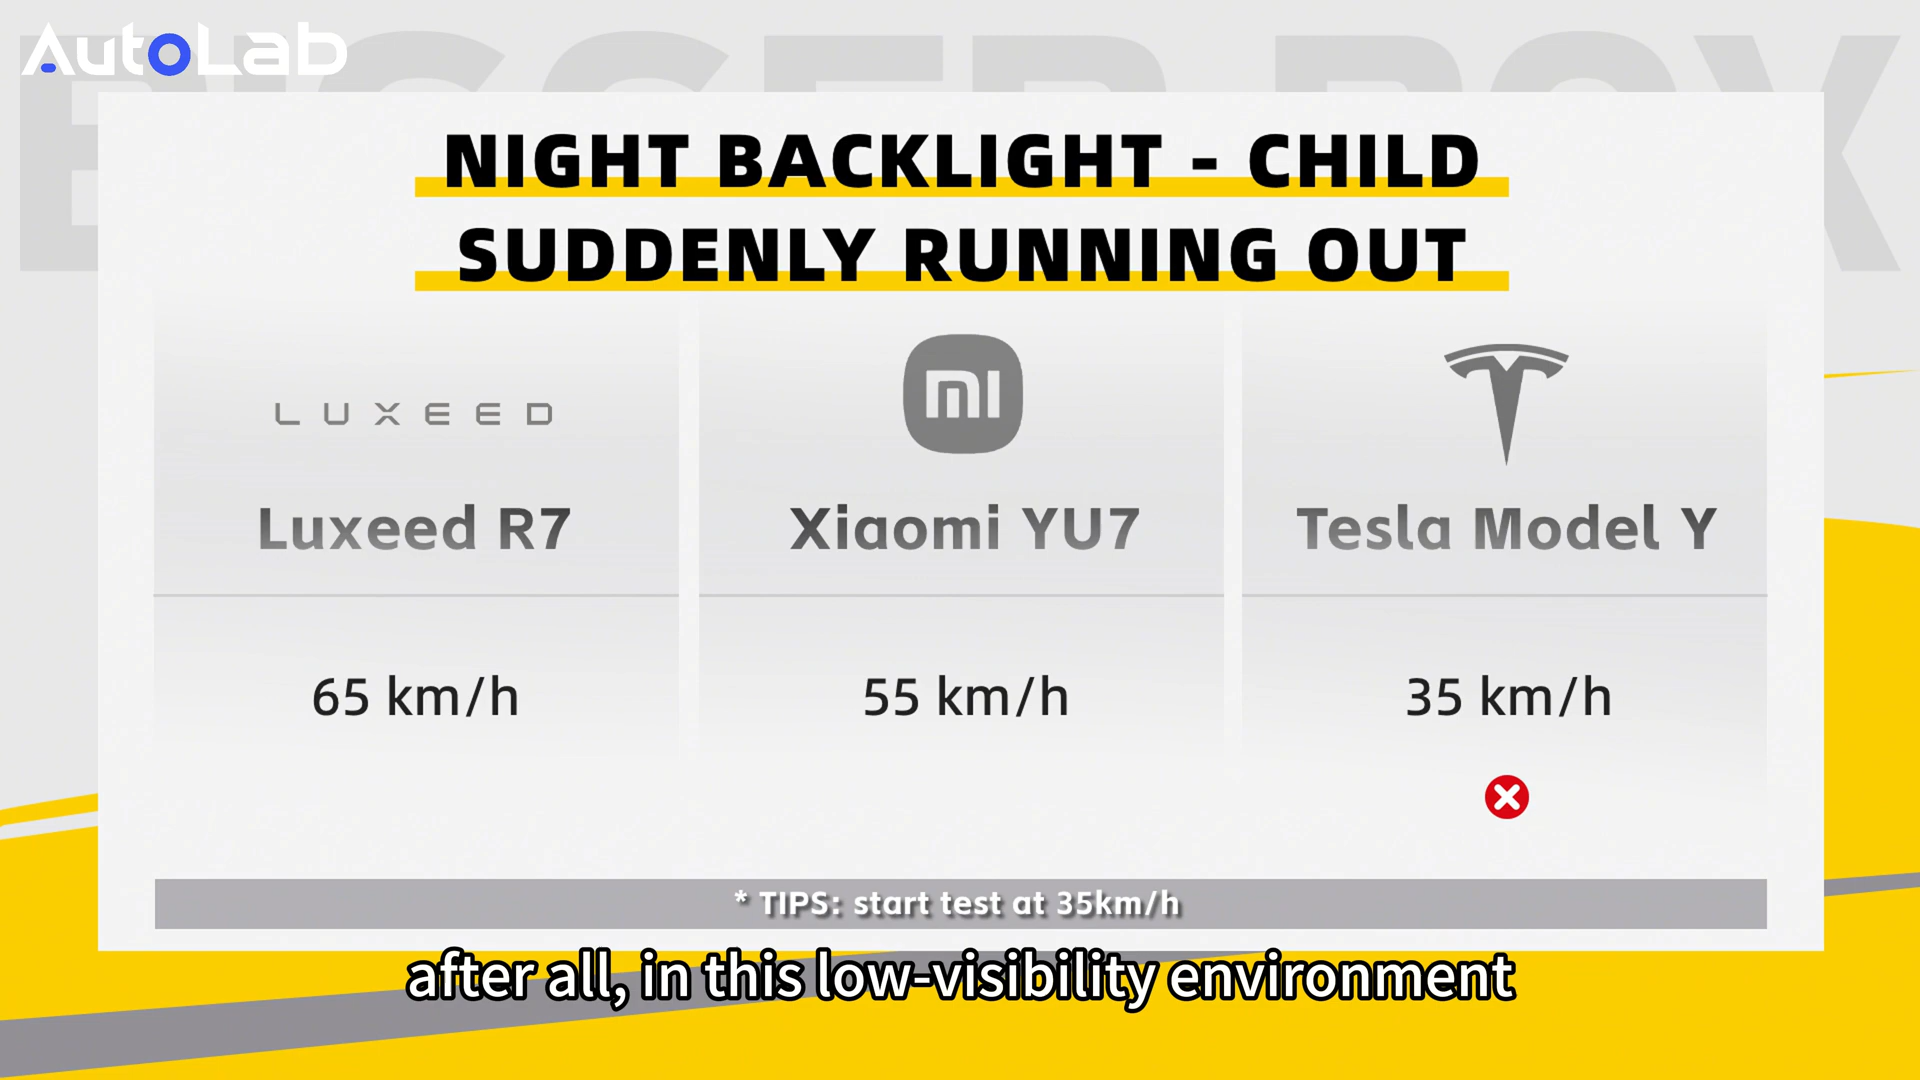 AutoLab
NIGHT BACKLIGHT - CHILD
SUDDENLY RUNNING OUT
LUXEED
mi
Luxeed R7
Xiaomi YU7
Tesla Model Y
65 km/h
55 km/h
35 km/h
* TIPS: start test at 35km/h
after all, in this low-visibility environment